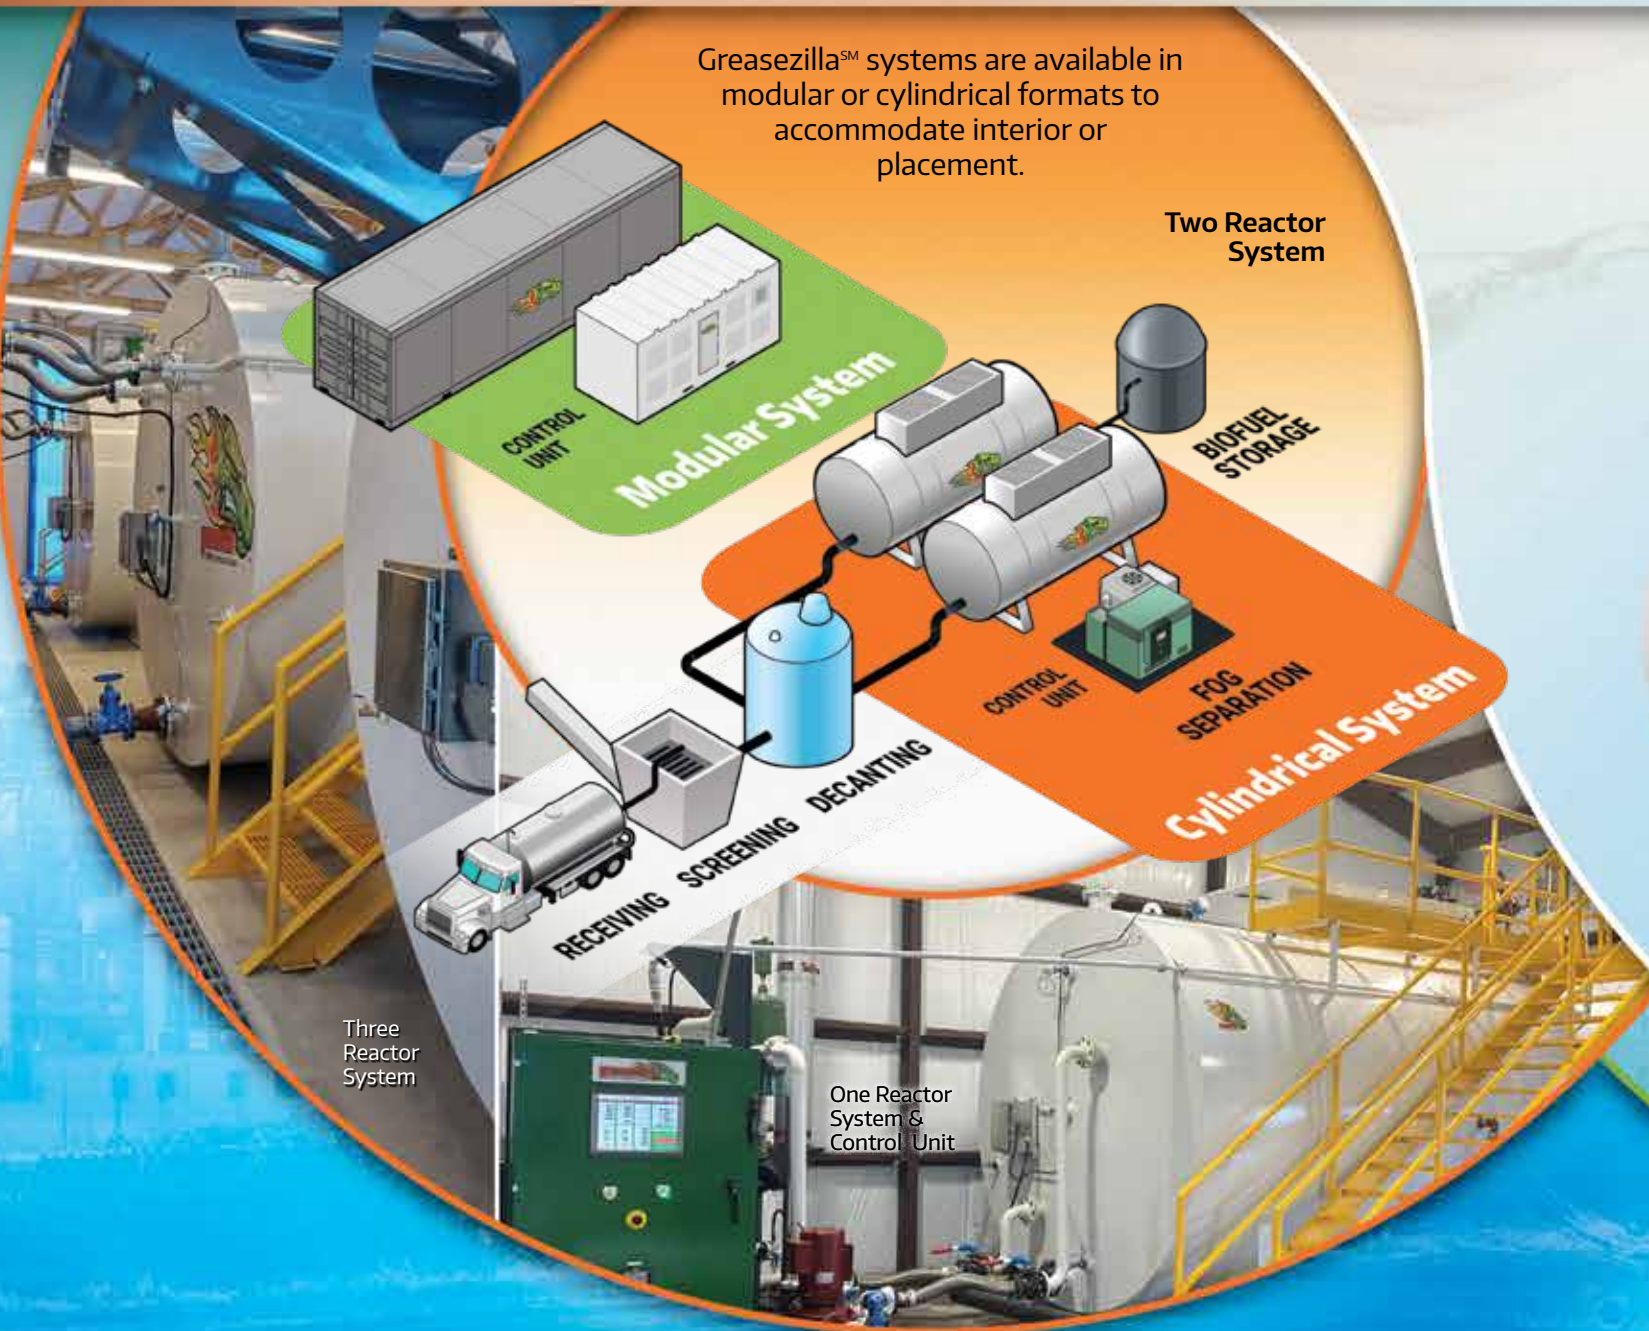 Greasezilla℠ systems are available in
modular or cylindrical formats to
accommodate interior or
placement.
Two Reactor
System
CONTROL
UNIT
Modular System
BIOFUEL
STORAGE
CONTROL
UNIT
FOG
SEPARATION
Cylindrical System
DECANTING
SCREENING
RECEIVING
Three
Reactor
System
One Reactor
System &
Control Unit